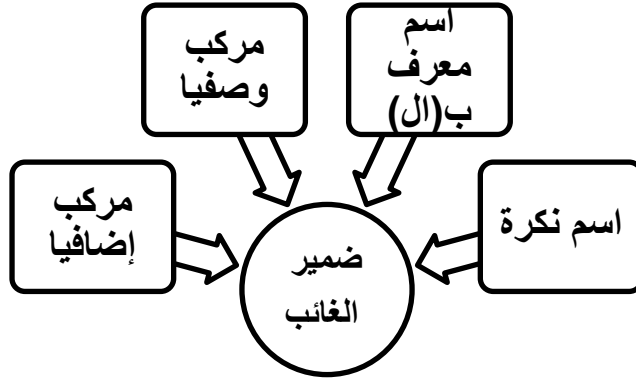 اسم
معرف
ب(ال)
مركب
وصفيا
اسم نكرة
مركب
إضافيا
ضمير
الغائب